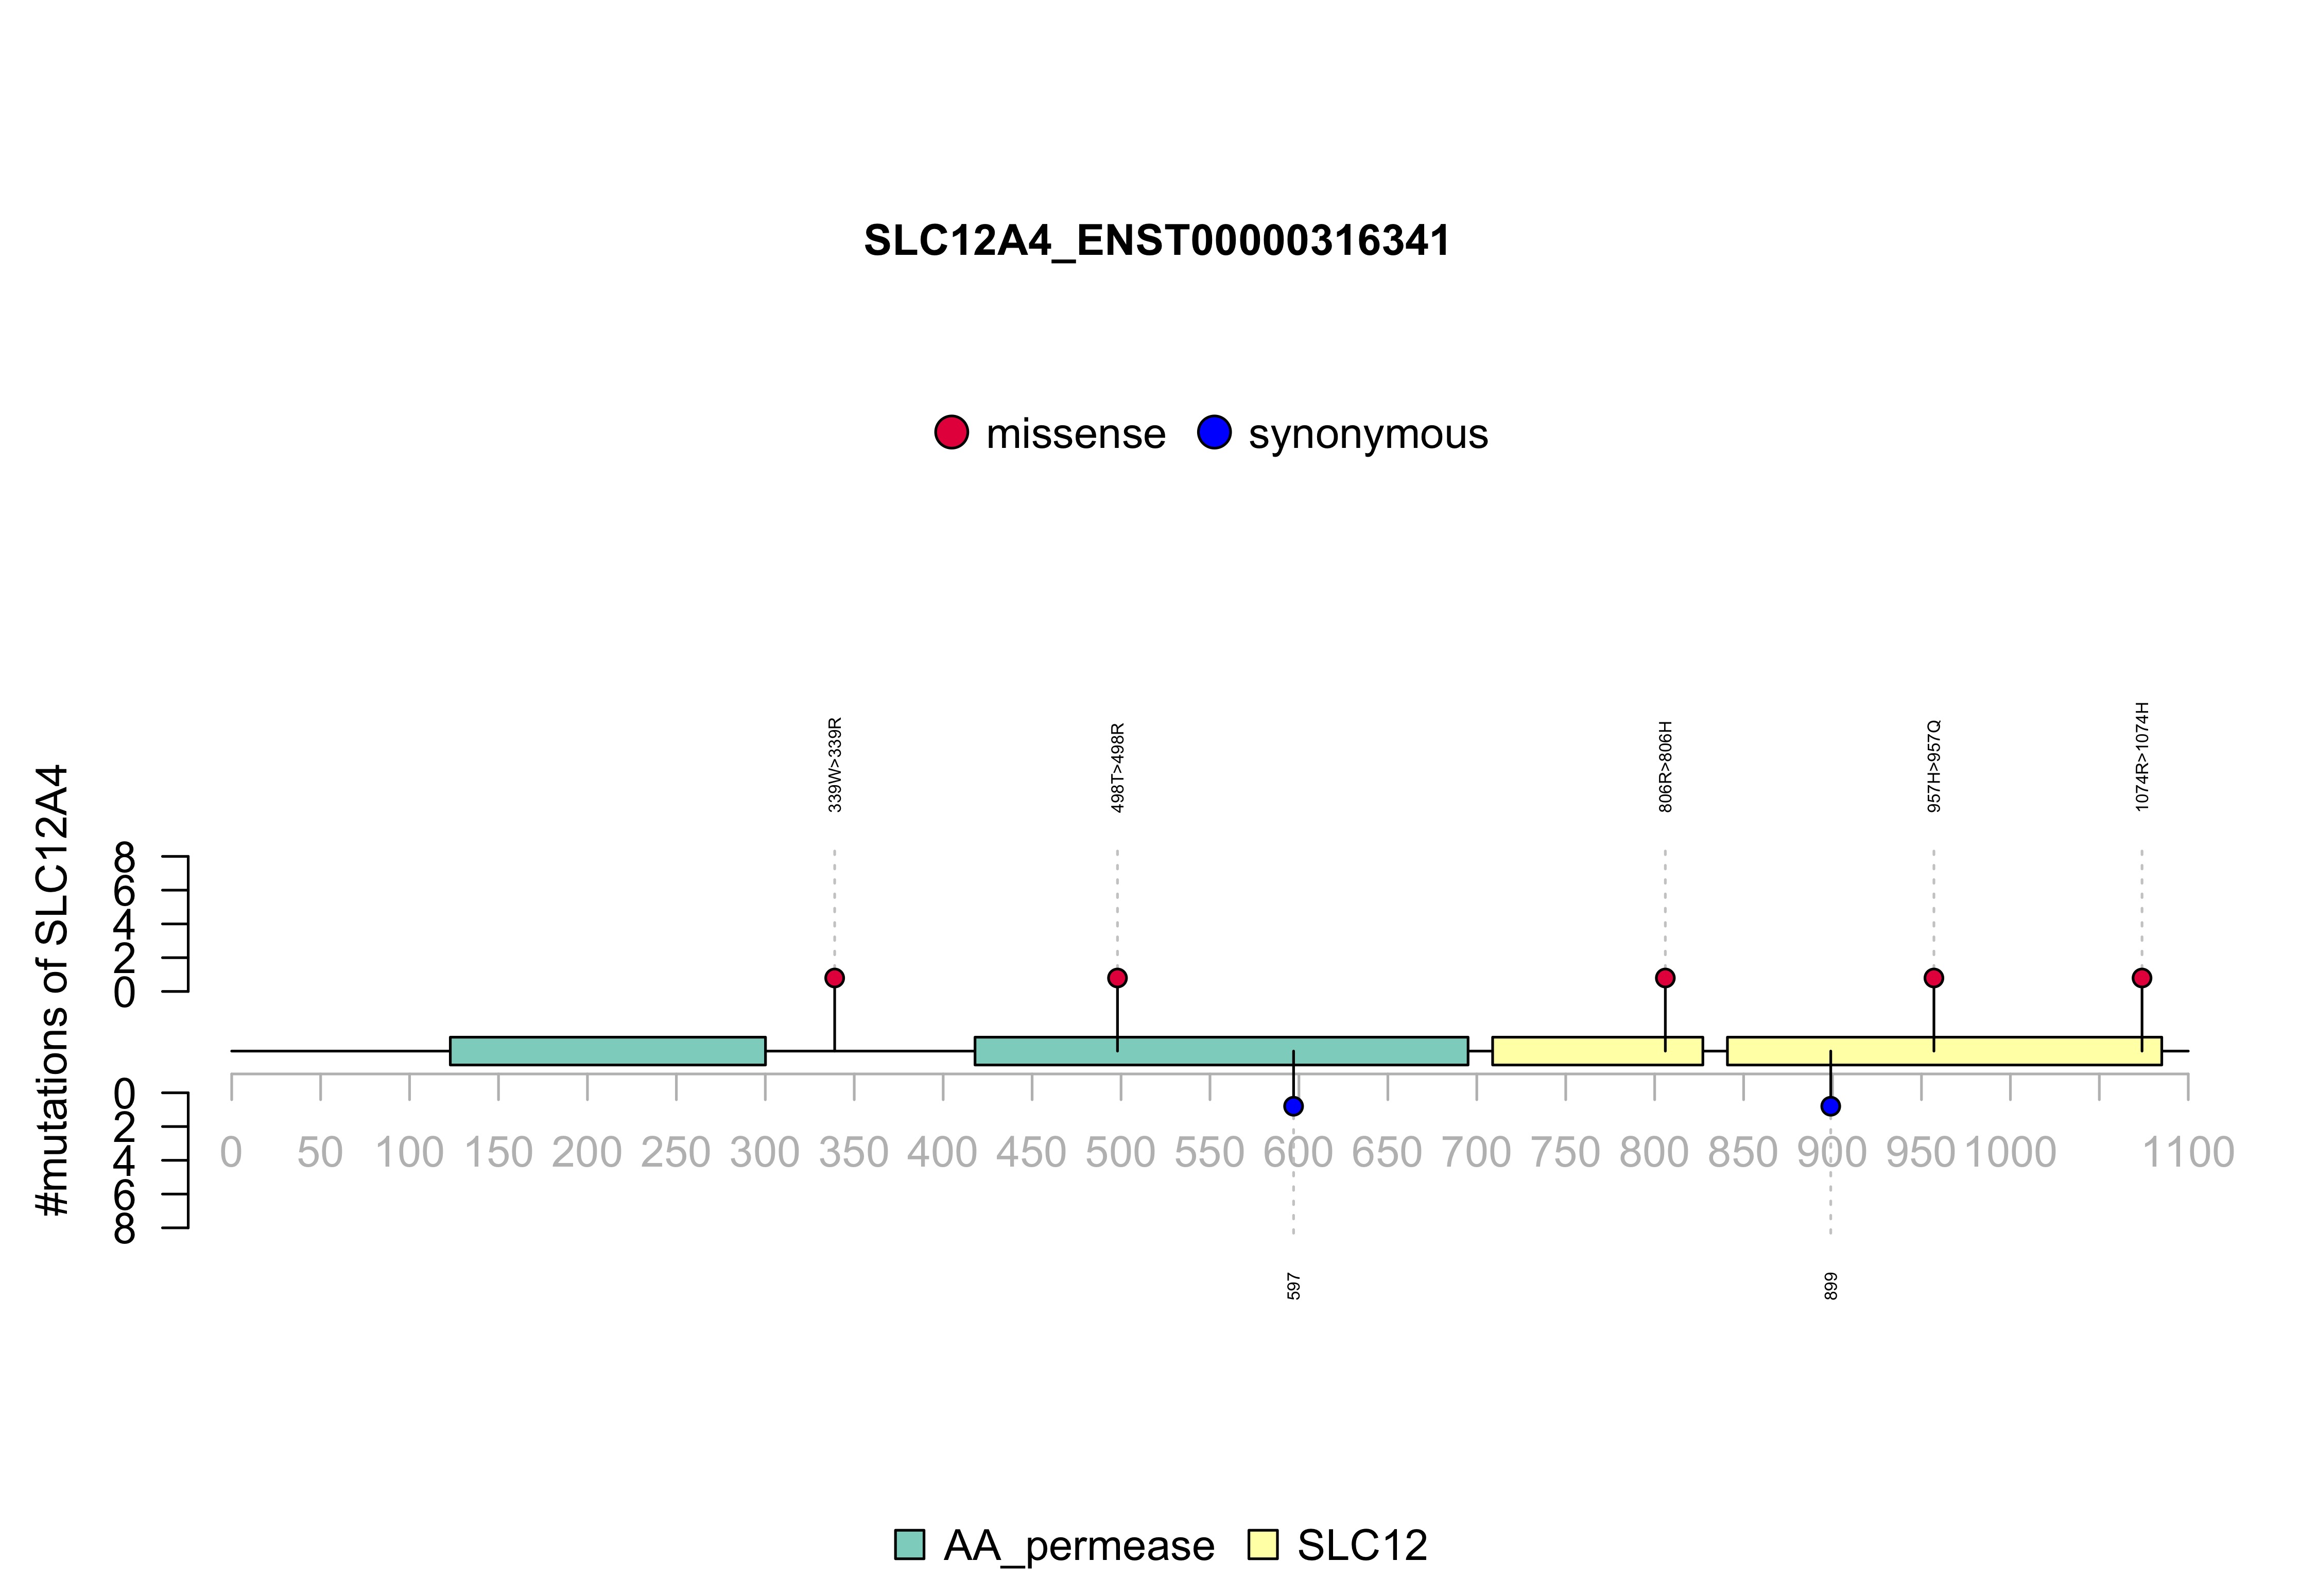 SLC12A4_ENST00000316341
missense synonymous
339W>339R
498T>498R
806R>806H
957H>957Q
1074R>1074H
#mutations of SLC12A4
8
6
4
2
0
0
2
4
6
8
0 50 100 150 200 250 300 350 400 450 500 550 600 650 700 750 800 850 900 950 1000 1100
597
899
AA_permease SLC12